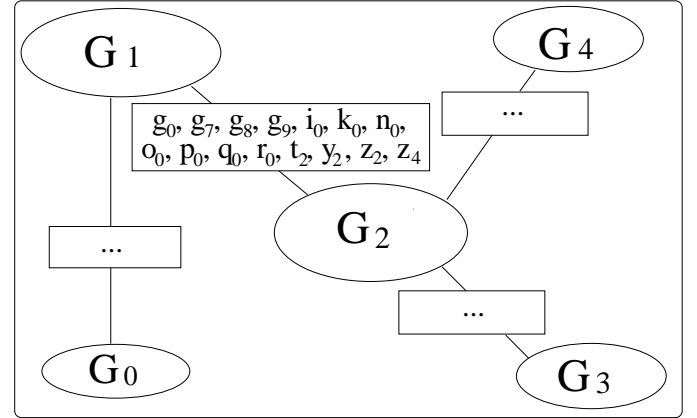 G₁
G₄
...
g₀, g₇, g₈, g₉, i₀, k₀, n₀,
o₀, p₀, q₀, r₀, t₂, y₂, z₂, z₄
G₂
...
...
G₀
G₃